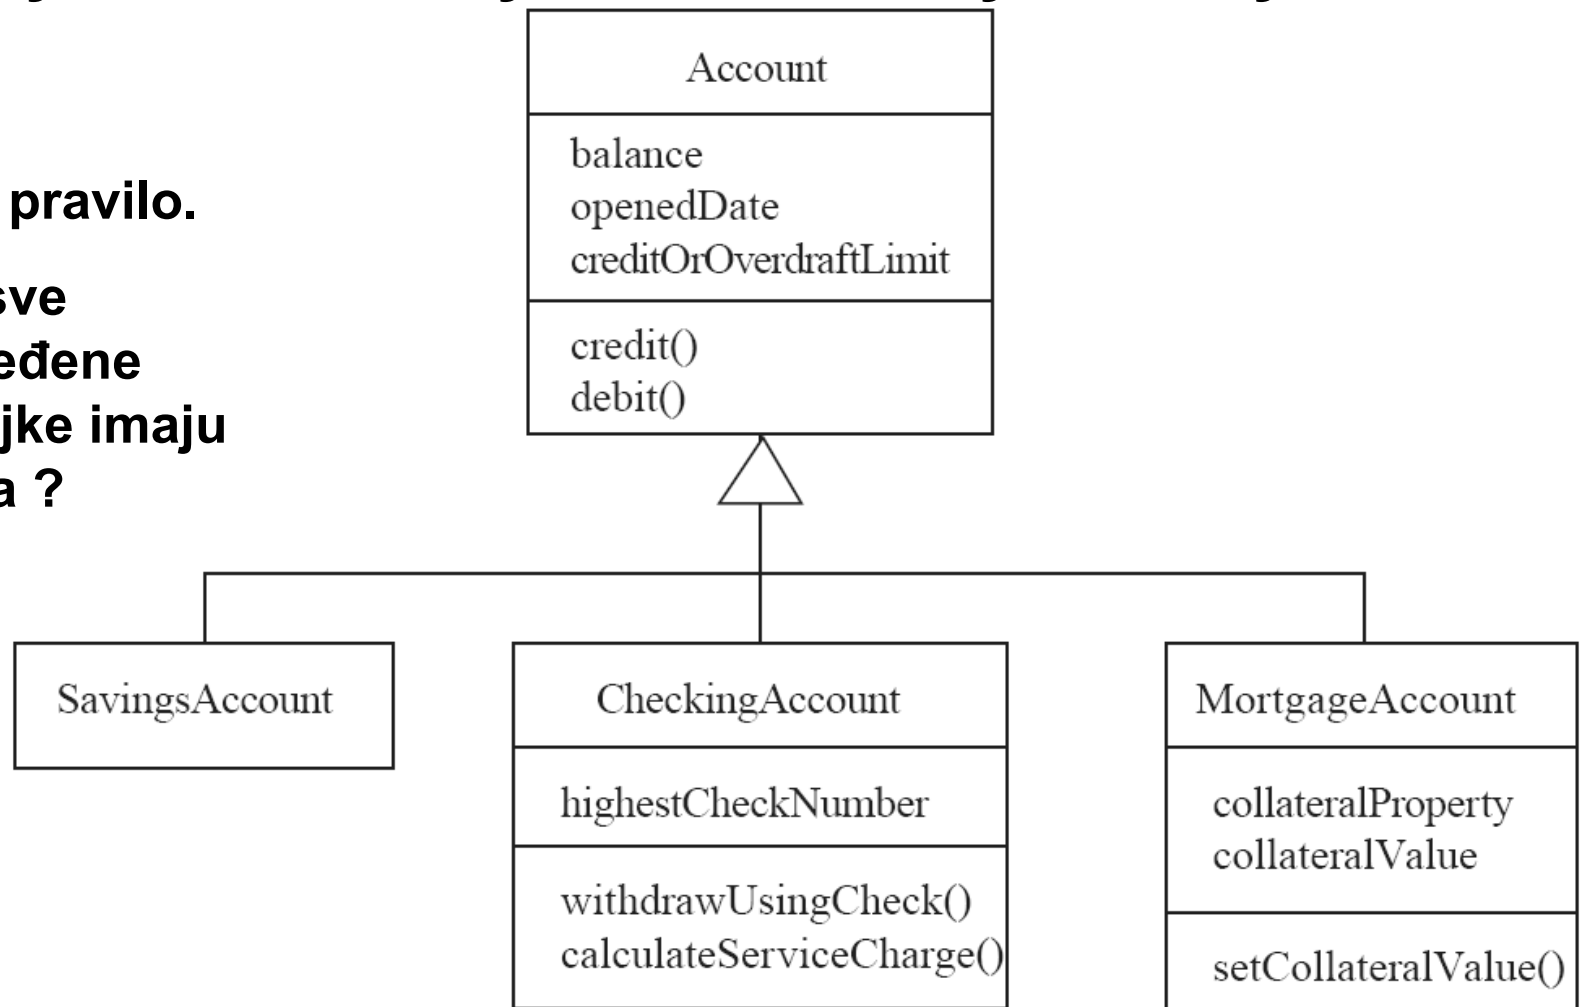 Account
balance
openedDate
creditOrOverdraftLimit
credit()
debit()
pravilo.
sve
eđene
jke imaju
a ?
SavingsAccount
CheckingAccount
highestCheckNumber
withdrawUsingCheck()
calculateServiceCharge()
MortgageAccount
collateralProperty
collateralValue
setCollateralValue()